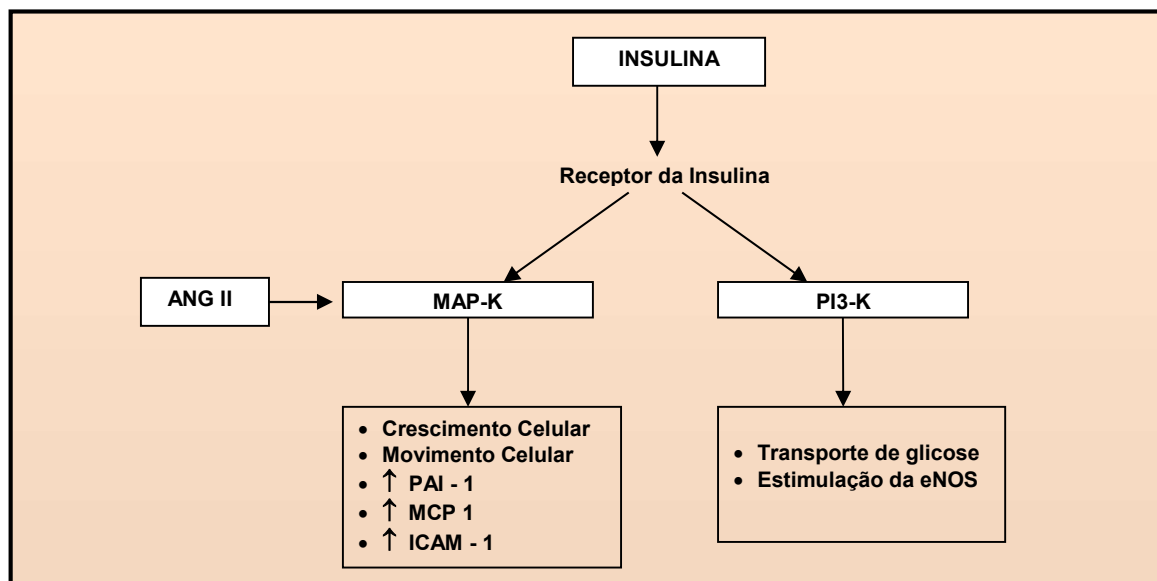 INSULINA
Receptor da Insulina
ANG II
MAP-K
PI3-K
• Crescimento Celular
• Movimento Celular
• ↑ PAI - 1
• ↑ MCP 1
• ↑ ICAM - 1
• Transporte de glicose
• Estimulação da eNOS